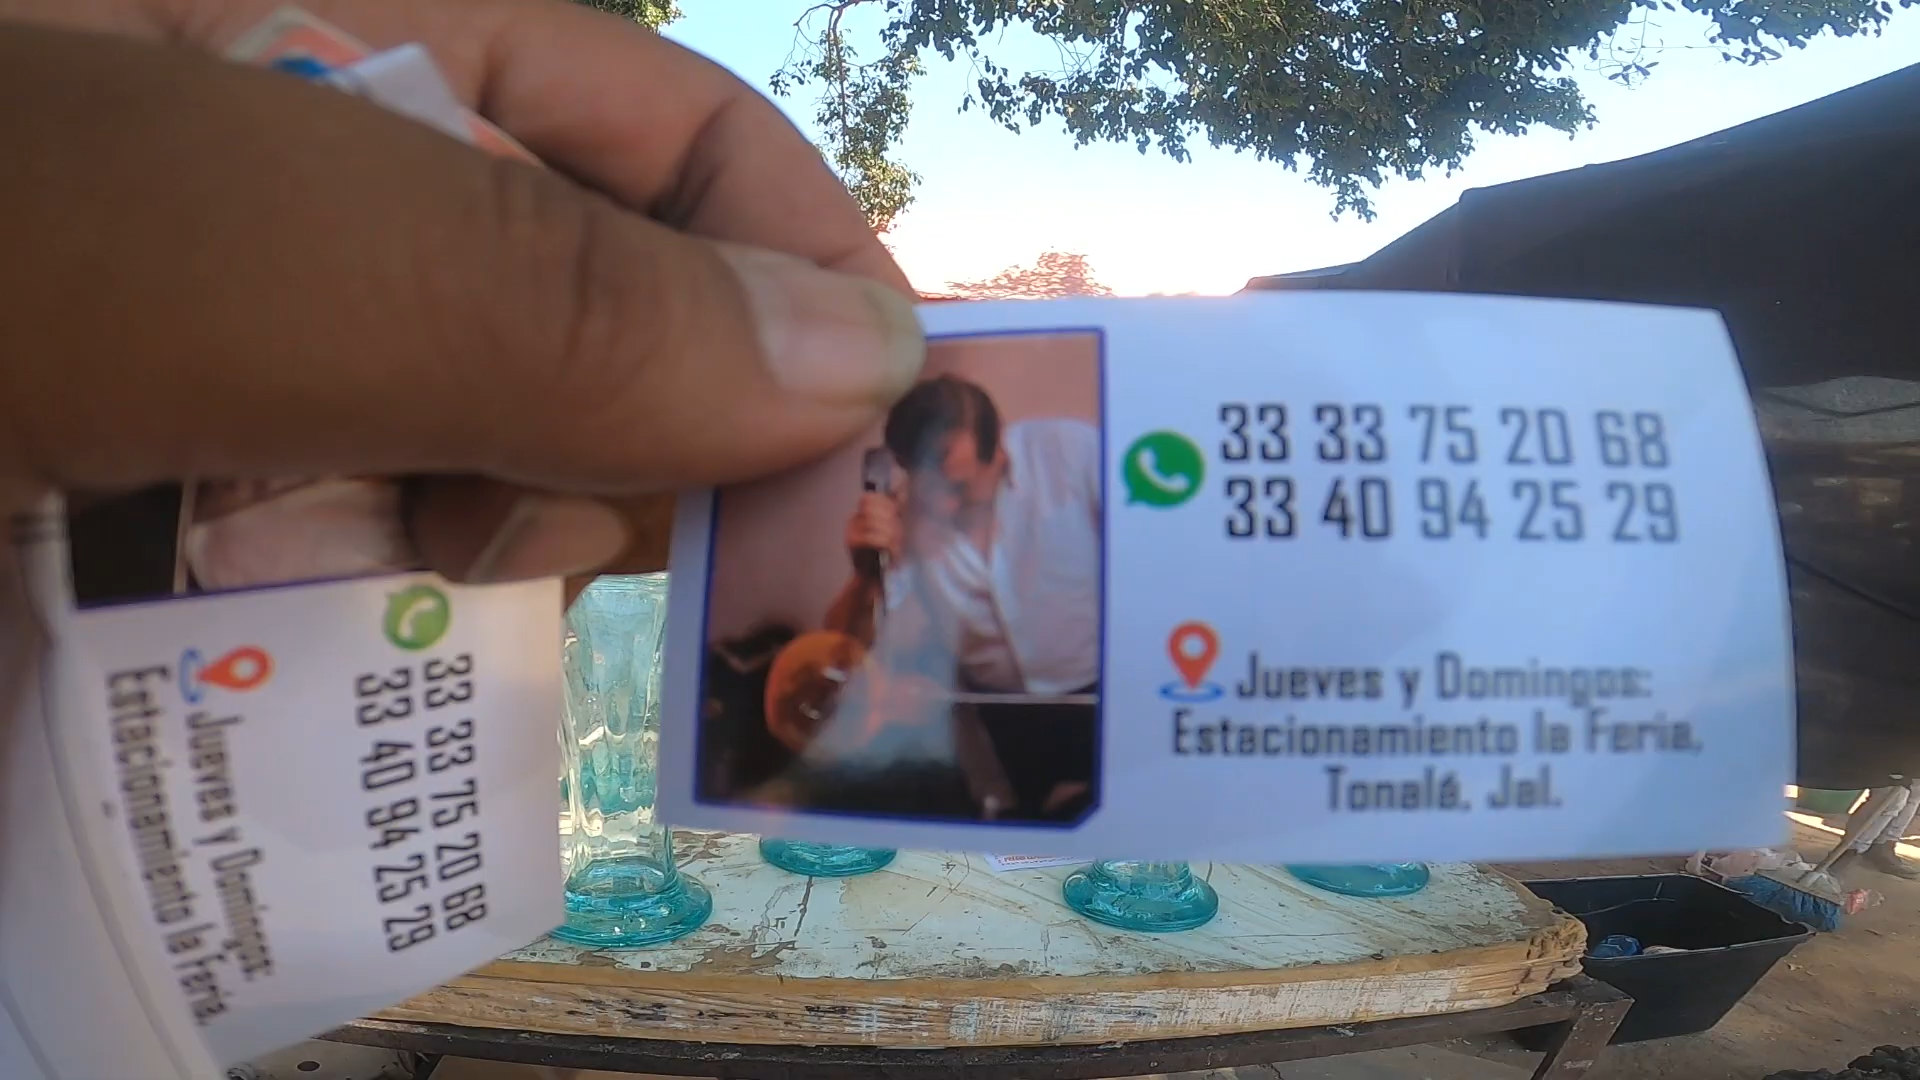 33 33 75 20 68
33 40 94 25 29
Jueves y Domingos:
Estacionamiento la Feria,
Tonalá, Jal.
33 33 75 20 68
33 40 94 25 29
Jueves y Domingos:
Estacionamiento la Feria,